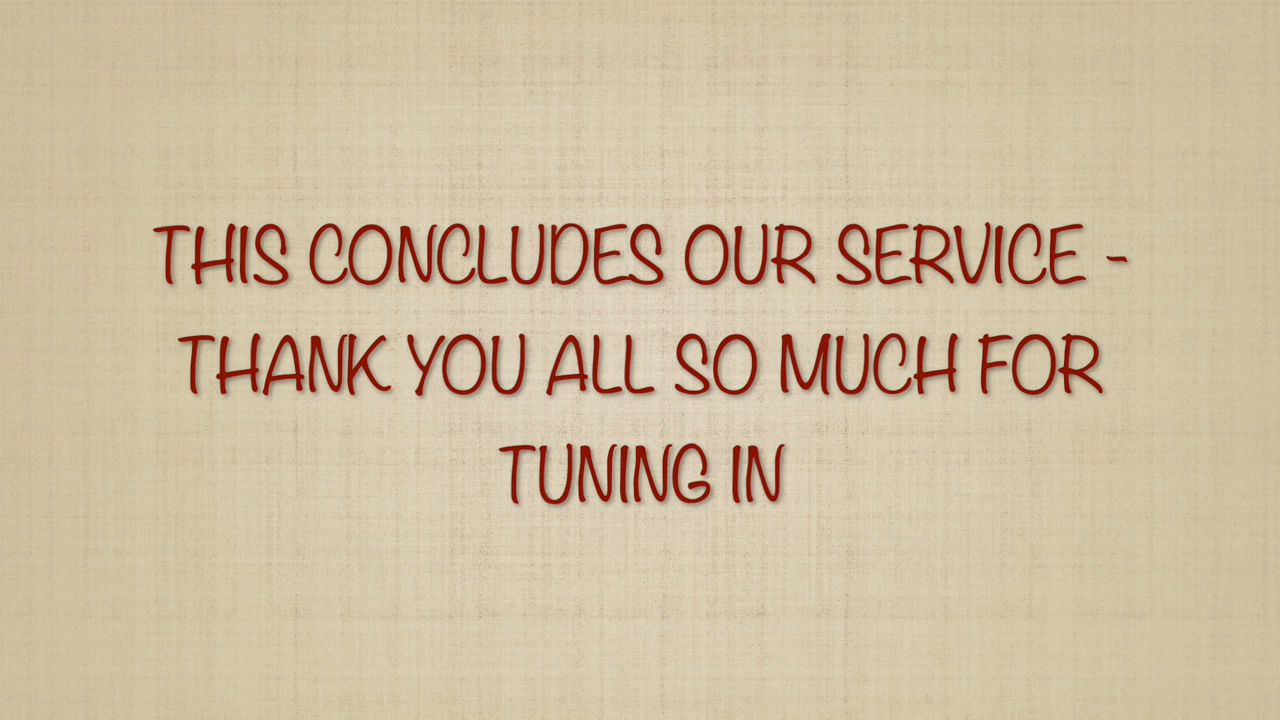 THIS CONCLUDES OUR SERVICE -
THANK YOU ALL SO MUCH FOR
TUNING IN